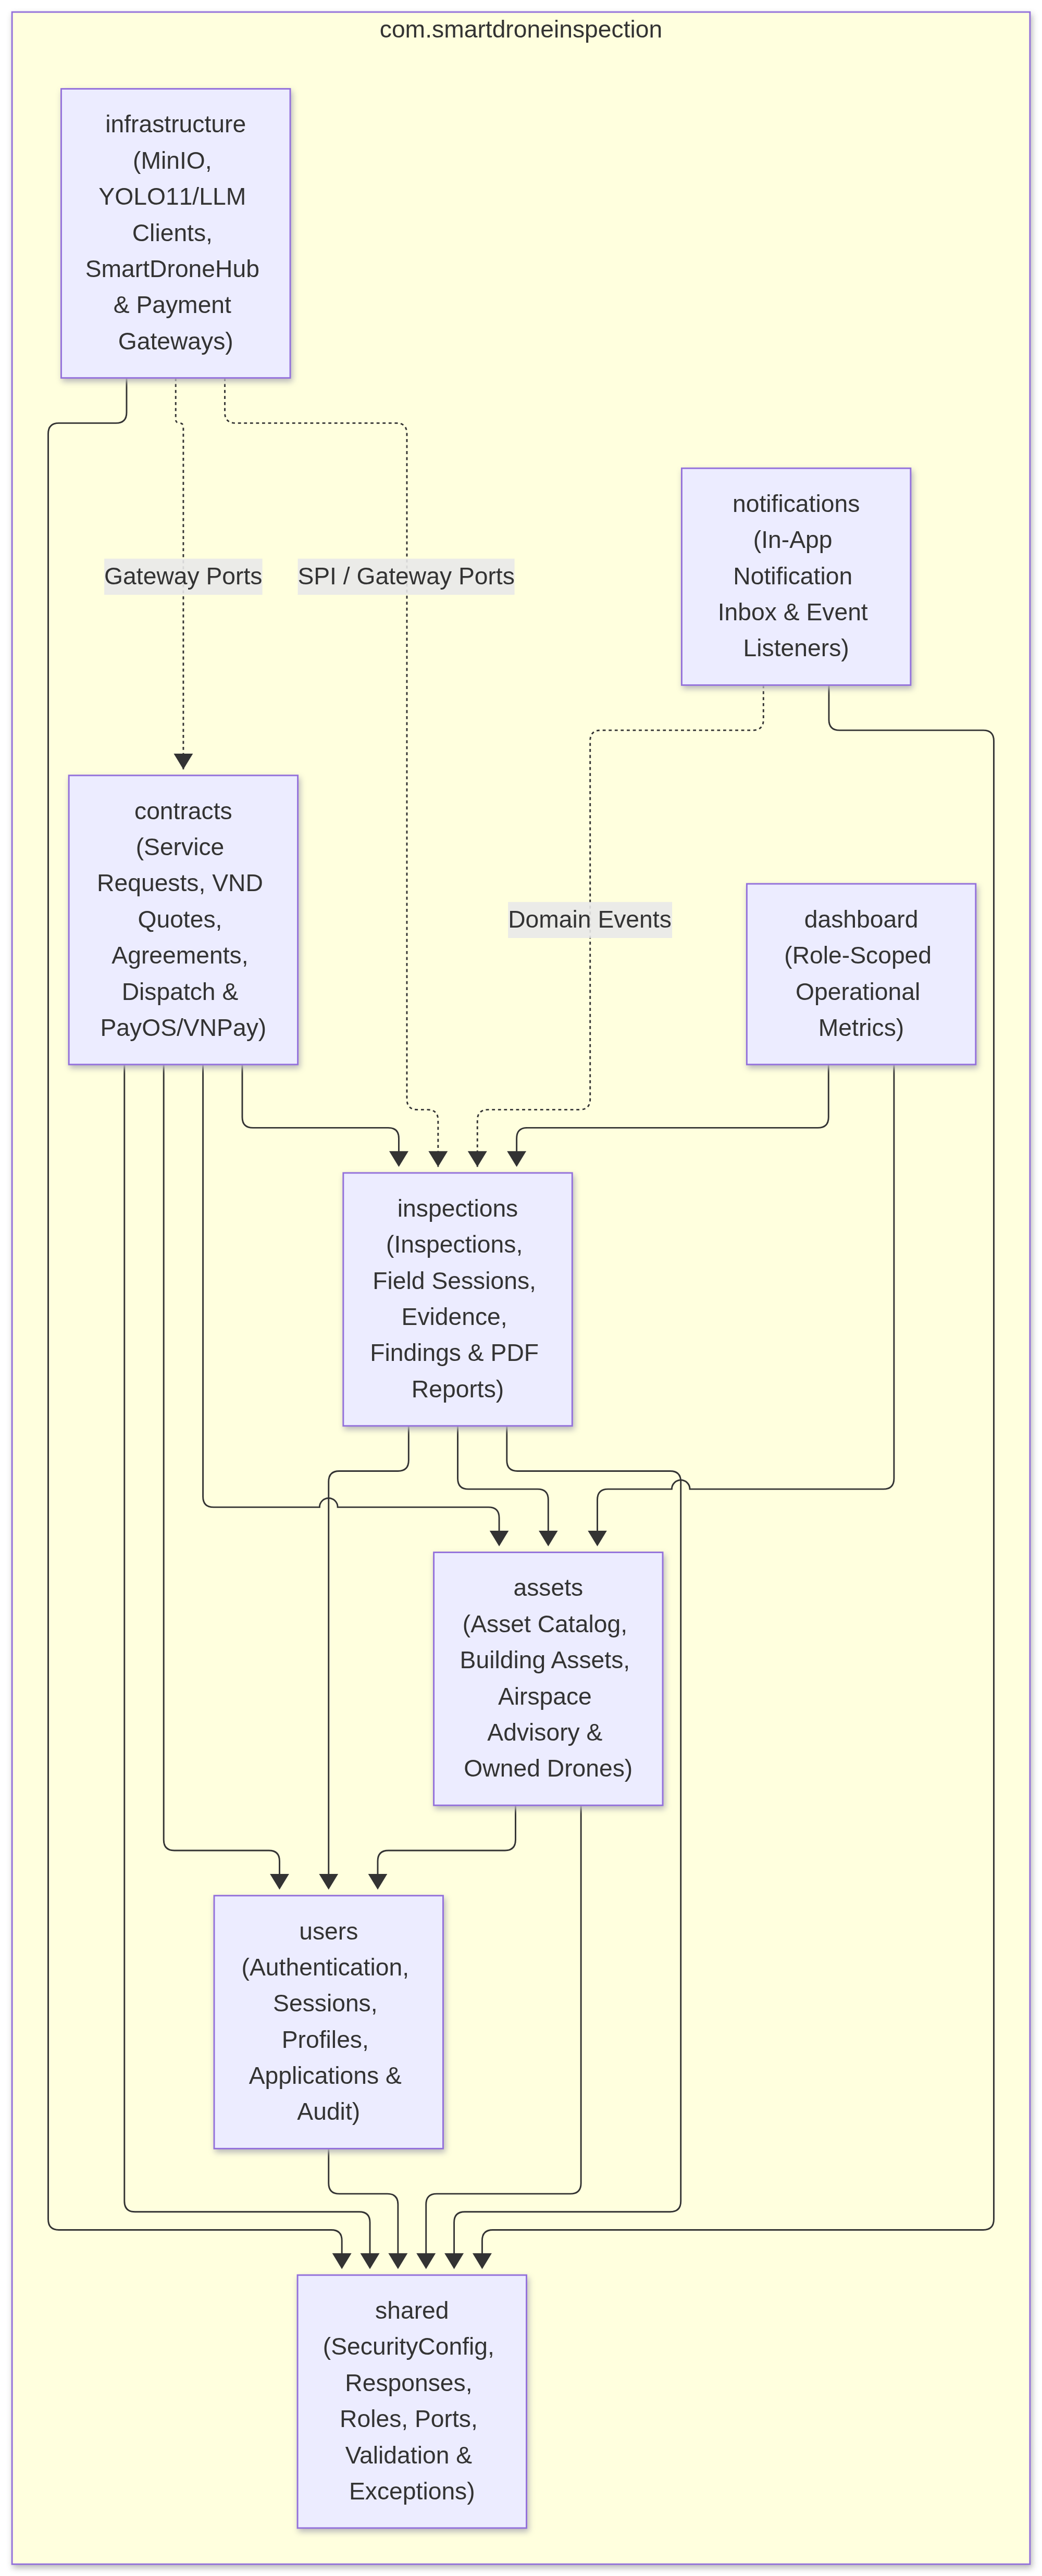 com.smartdroneinspection
infrastructure
(MinIO,
YOLO11/LLM
Clients,
SmartDroneHub
& Payment
Gateways)
notifications
(In-App
Notification
Inbox & Event
Listeners)
Gateway Ports
SPI / Gateway Ports
contracts
(Service
Requests, VND
Quotes,
Agreements,
Dispatch &
PayOS/VNPay)
Domain Events
dashboard
(Role-Scoped
Operational
Metrics)
inspections
(Inspections,
Field Sessions,
Evidence,
Findings & PDF
Reports)
assets
(Asset Catalog,
Building Assets,
Airspace
Advisory &
Owned Drones)
users
(Authentication,
Sessions,
Profiles,
Applications &
Audit)
shared
(SecurityConfig,
Responses,
Roles, Ports,
Validation &
Exceptions)